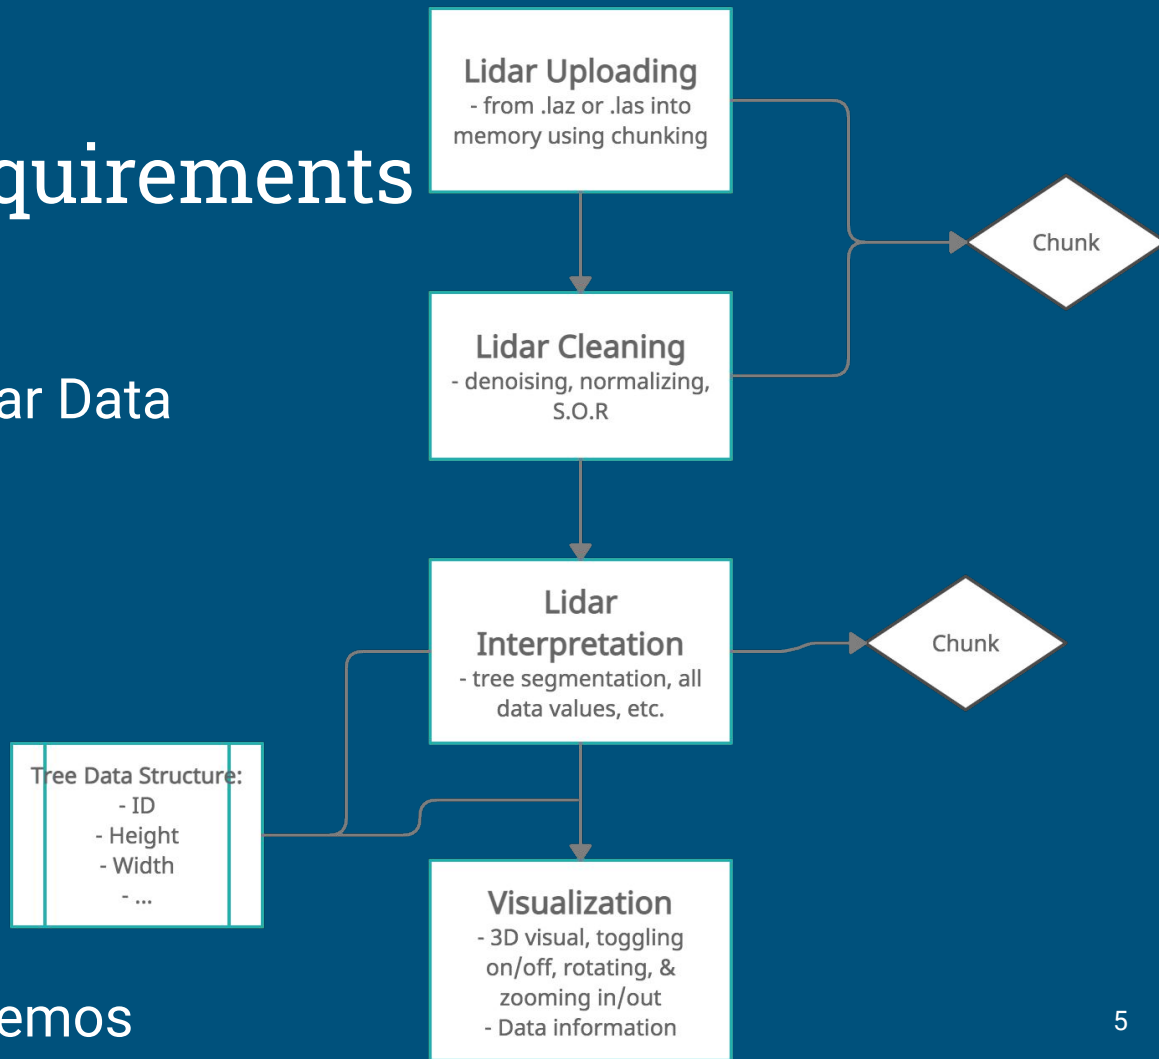 quirements
ar Data
emos
Lidar Uploading
- from .laz or .las into
memory using chunking
Chunk
Lidar Cleaning
- denoising, normalizing,
S.O.R
Lidar
Interpretation
- tree segmentation, all
data values, etc.
Chunk
Tree Data Structure:
- ID
- Height
- Width
- ...
Visualization
- 3D visual, toggling
on/off, rotating, &
zooming in/out
- Data information
5